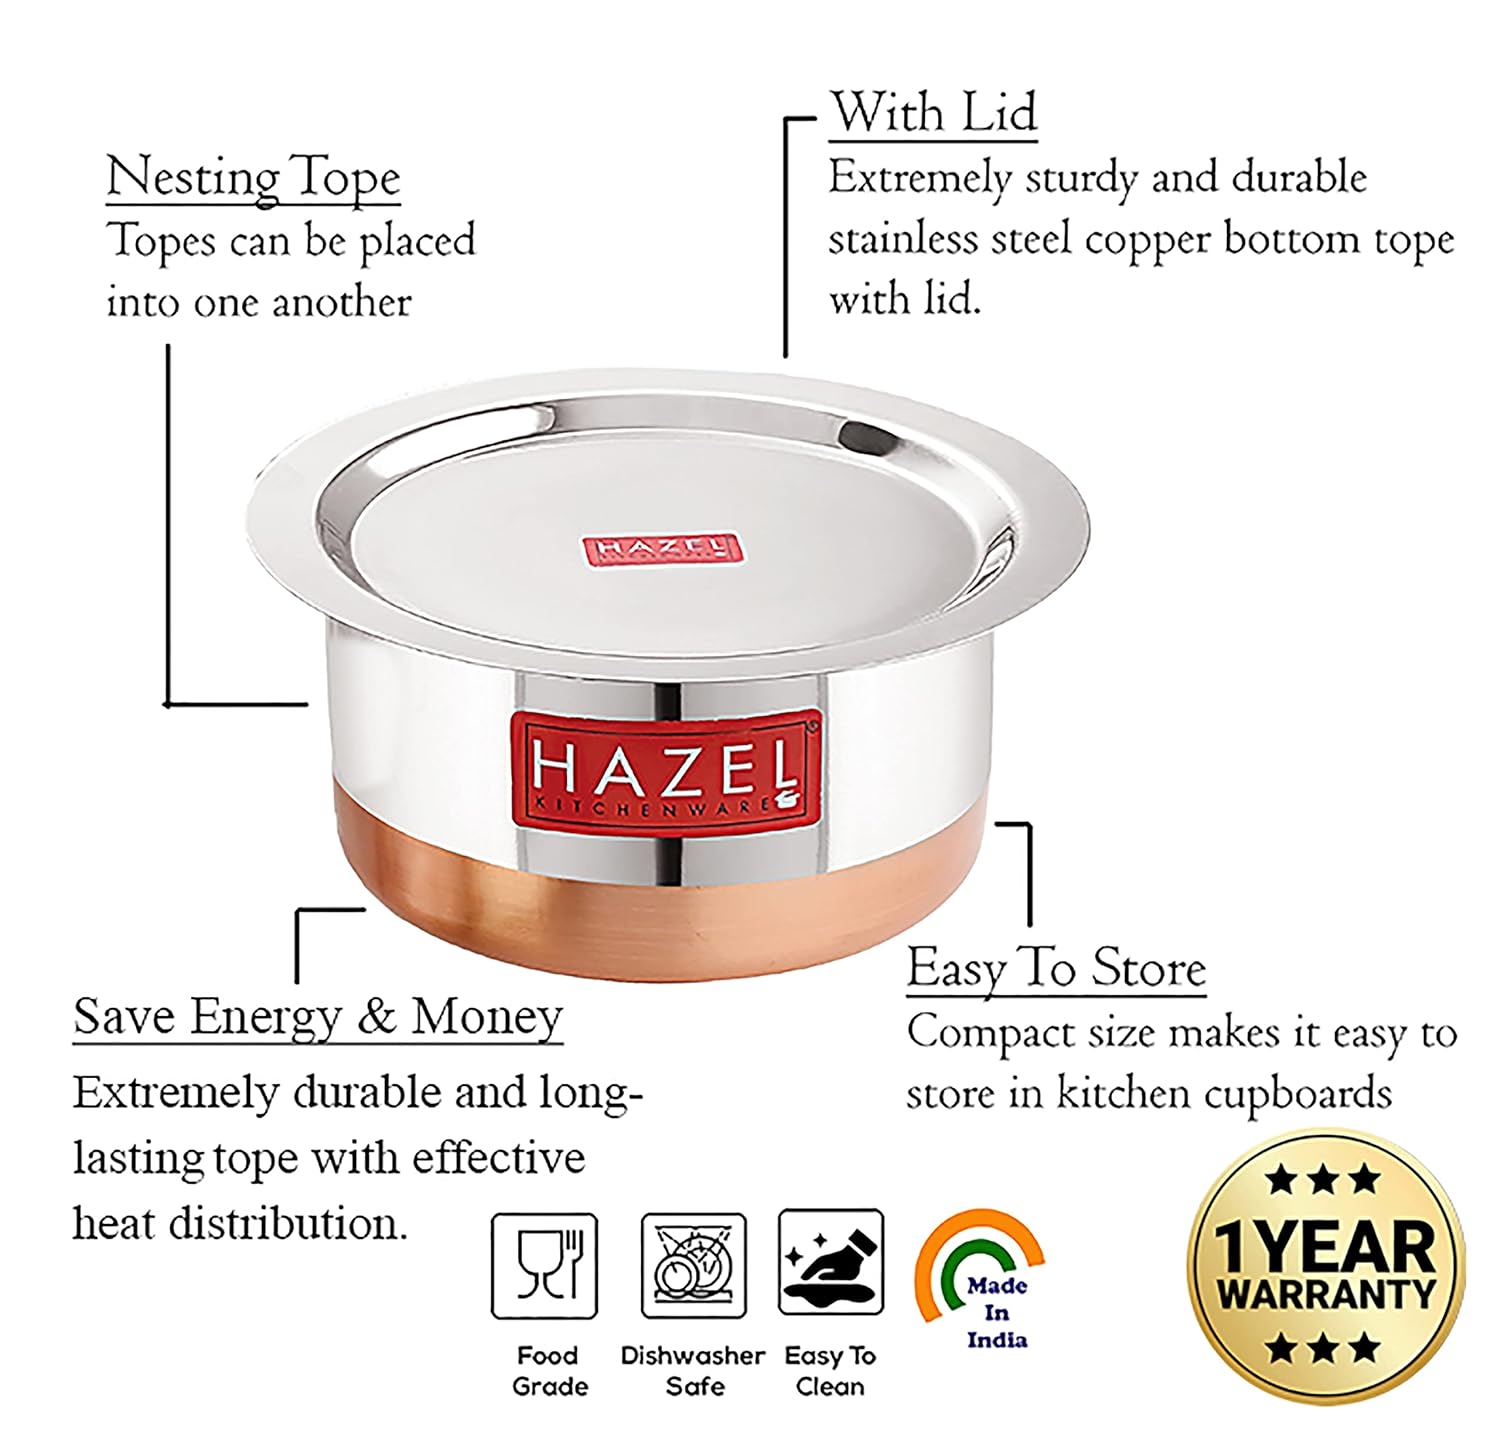 With Lid
Extremely sturdy and durable
stainless steel copper bottom tope
with lid.
Nesting Tope
Topes can be placed
into one another
HAZEL
KITCHENWARE
HAZEL
KITCHENWARE
®
Save Energy & Money
Extremely durable and long-
lasting tope with effective
heat distribution.
Easy To Store
Compact size makes it easy to
store in kitchen cupboards
Food
Grade
Dishwasher
Safe
Easy To
Clean
Made
In
India
1 YEAR
WARRANTY